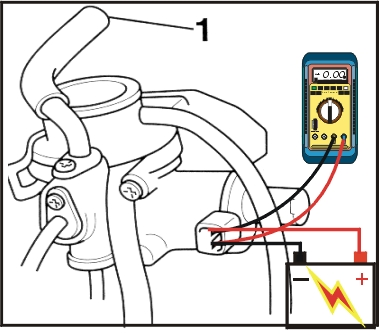 1
- 0.00
− +